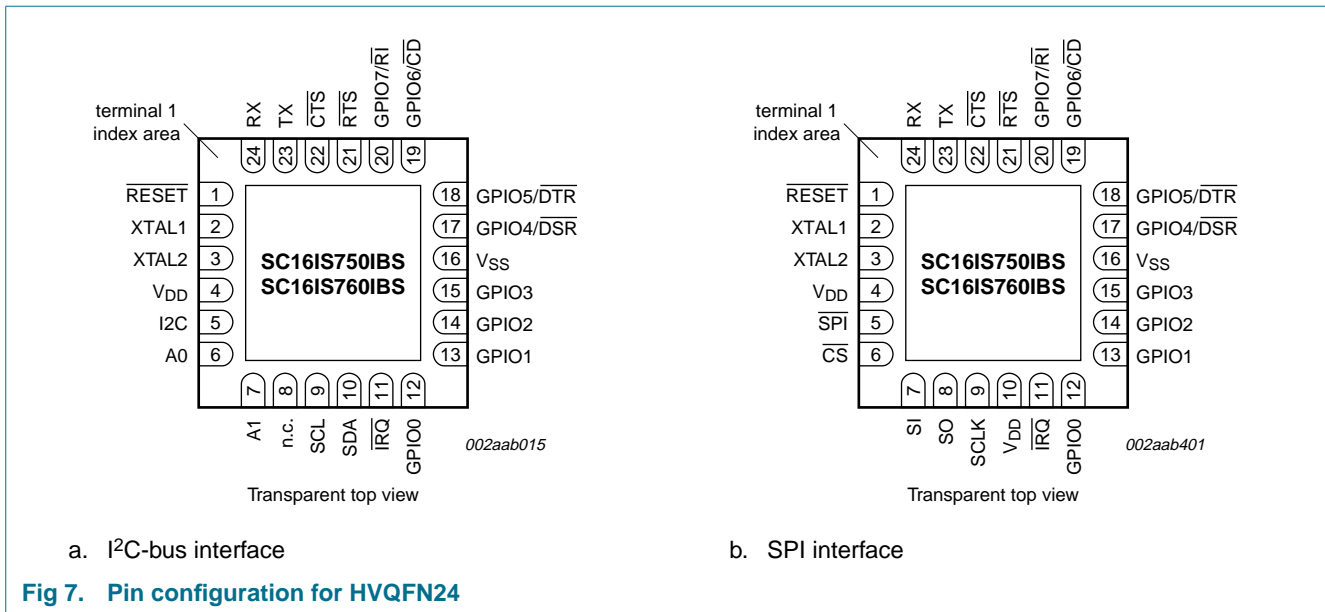 terminal 1
index area
RX
TX
CTS
RTS
GPIO7/RI
GPIO6/CD
24
23
22
21
20
19
RESET 1
XTAL1 2
XTAL2 3
VDD 4
I2C 5
A0 6
SC16IS750IBS
SC16IS760IBS
18 GPIO5/DTR
17 GPIO4/DSR
16 VSS
15 GPIO3
14 GPIO2
13 GPIO1
7
8
9
10
11
12
A1
n.c.
SCL
SDA
IRQ
GPIO0
002aab015
Transparent top view
a. I2C-bus interface
terminal 1
index area
RX
TX
CTS
RTS
GPIO7/RI
GPIO6/CD
24
23
22
21
20
19
RESET 1
XTAL1 2
XTAL2 3
VDD 4
SPI 5
CS 6
SC16IS750IBS
SC16IS760IBS
18 GPIO5/DTR
17 GPIO4/DSR
16 VSS
15 GPIO3
14 GPIO2
13 GPIO1
7
8
9
10
11
12
SI
SO
SCLK
VDD
IRQ
GPIO0
002aab401
Transparent top view
b. SPI interface
Fig 7. Pin configuration for HVQFN24